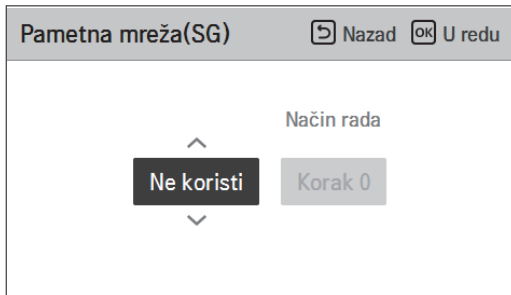 Pametna mreža(SG) Nazad OK U redu
Način rada
Ne koristi Korak 0